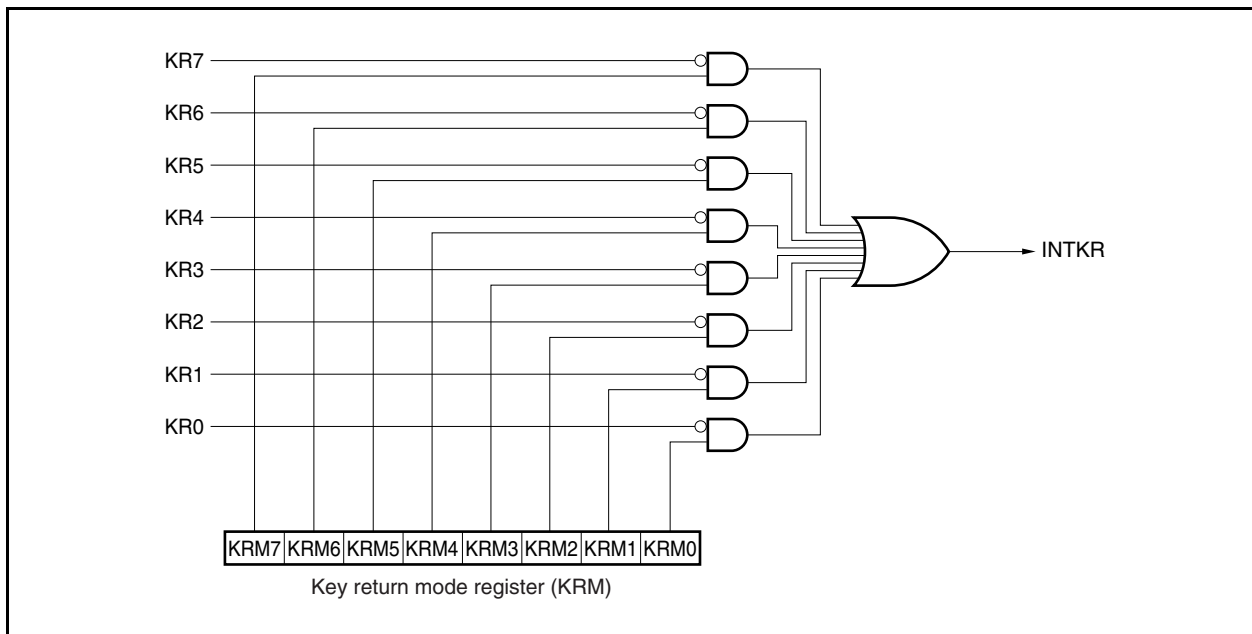 KR7
KR6
KR5
KR4
KR3
KR2
KR1
KR0
INTKR
KRM7 KRM6 KRM5 KRM4 KRM3 KRM2 KRM1 KRM0
Key return mode register (KRM)